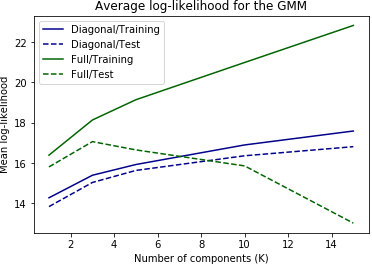 Average log-likelihood for the GMM
Diagonal/Training
Diagonal/Test
Full/Training
Full/Test
Mean log-likelihood
22
20
18
16
14
2 4 6 8 10 12 14
Number of components (K)